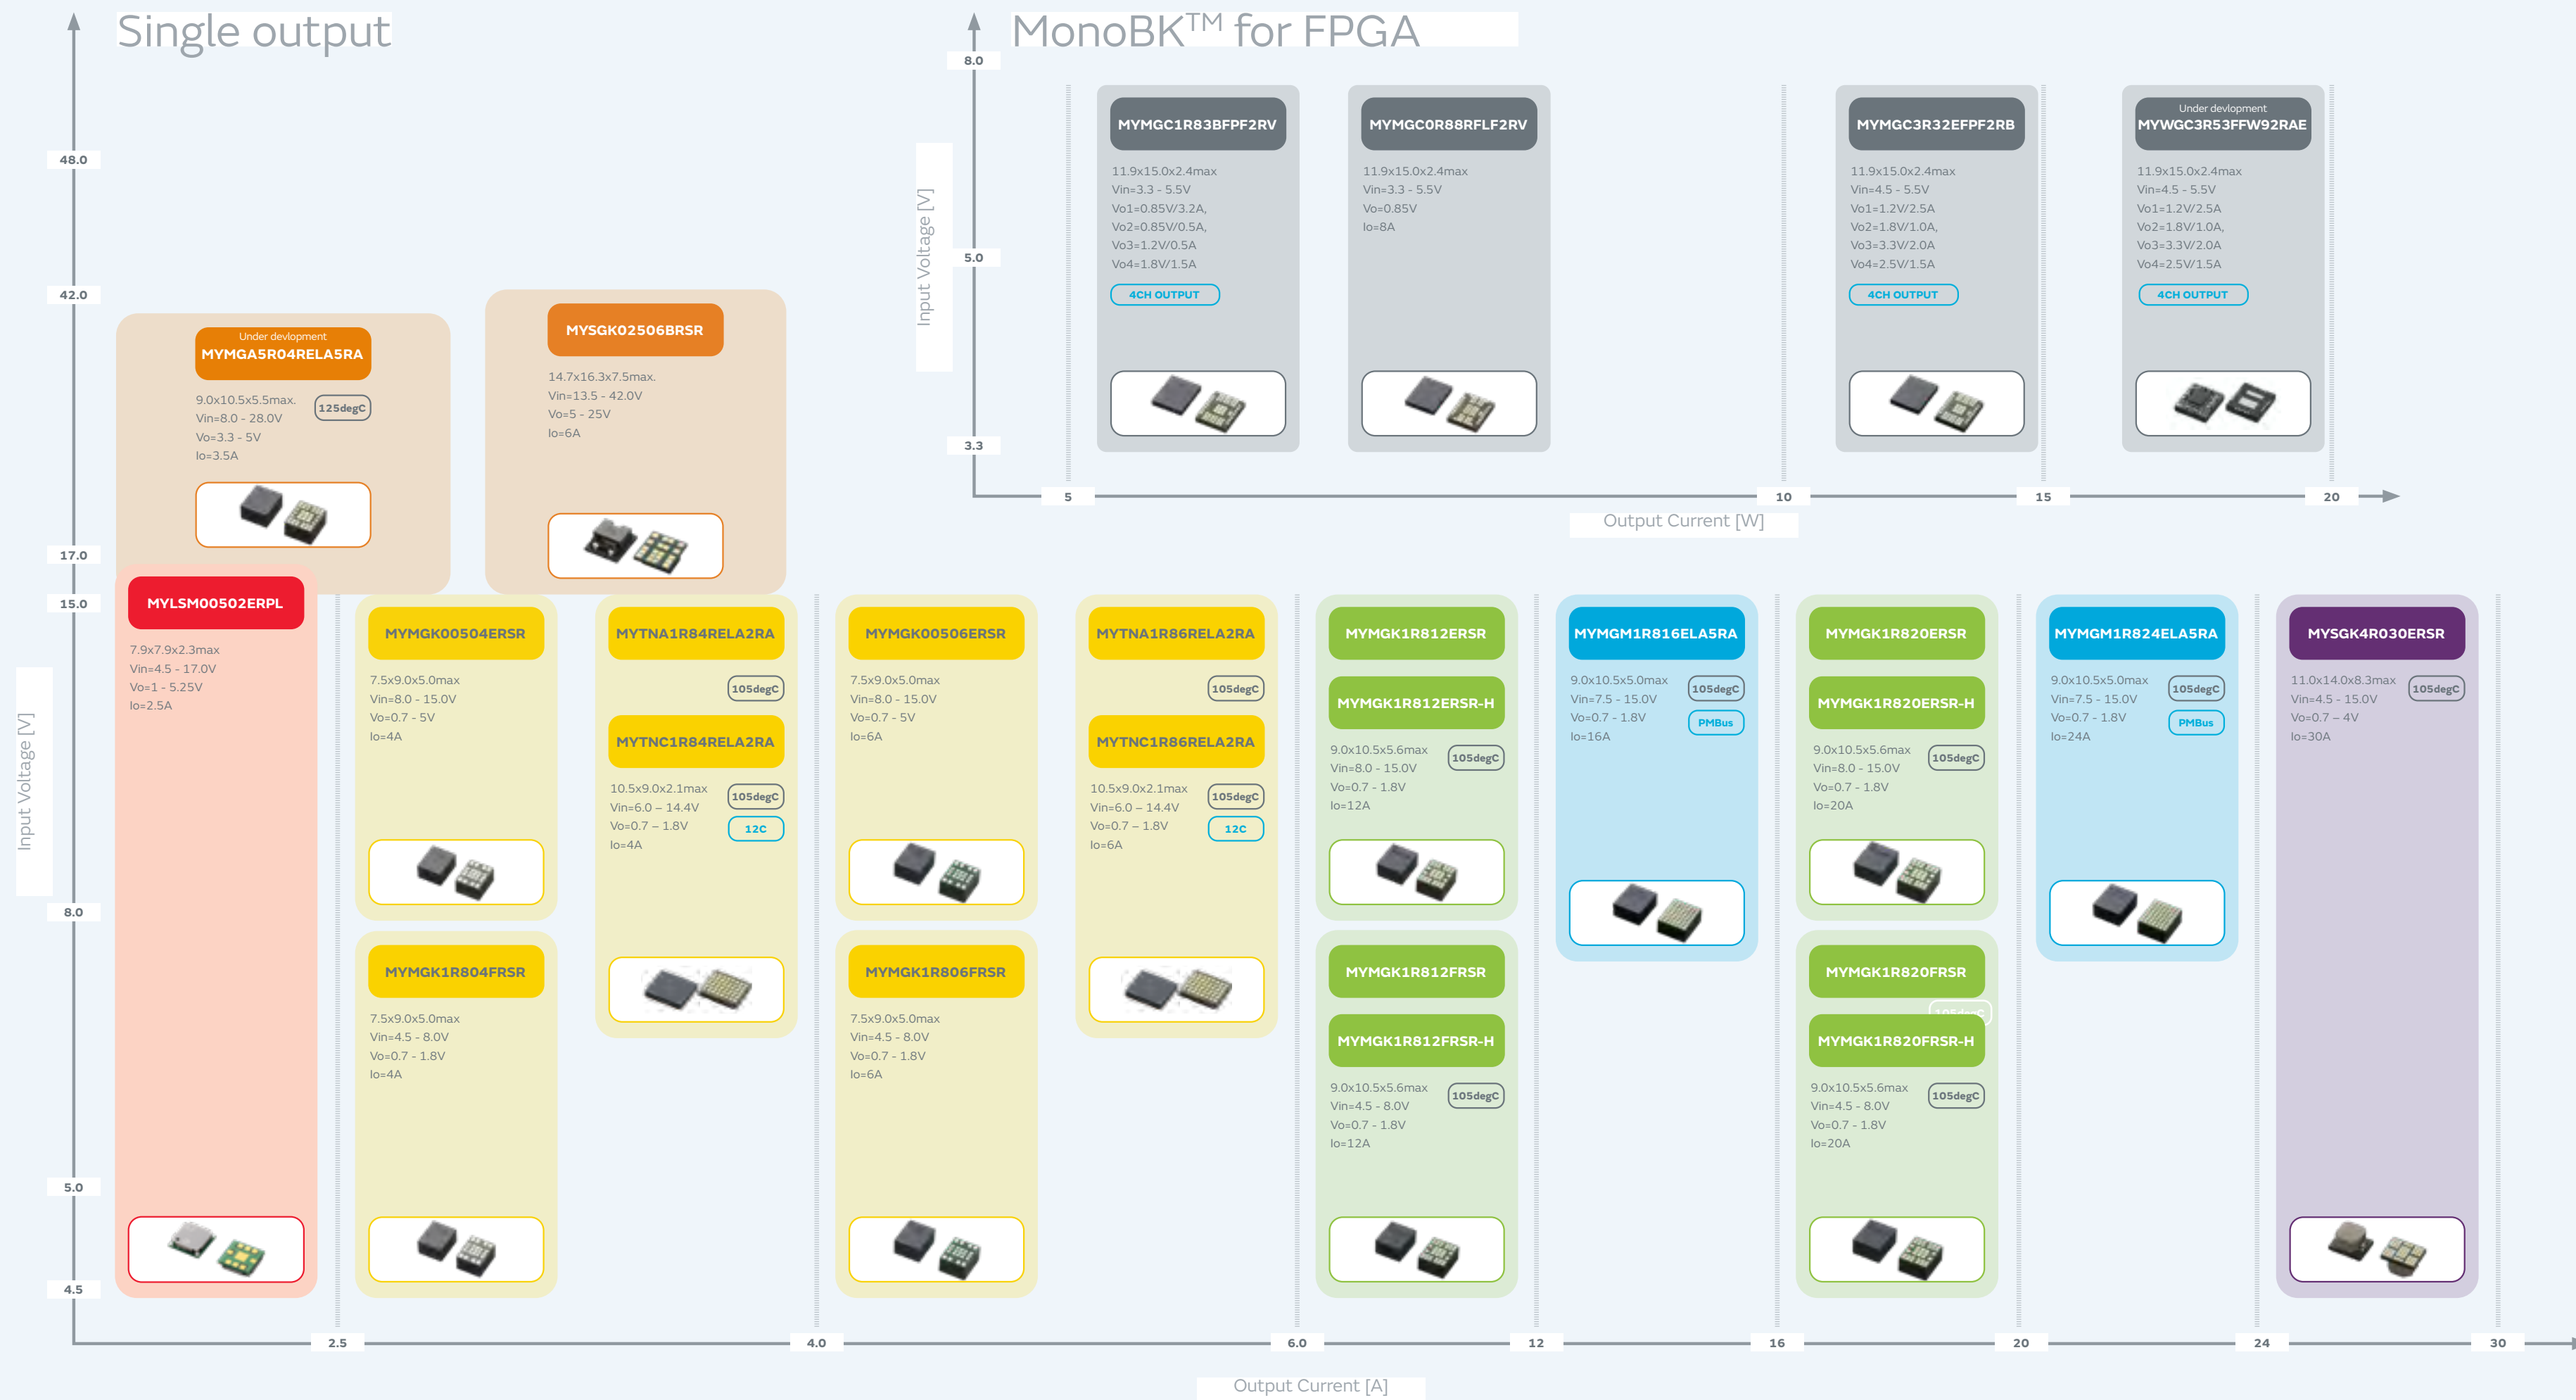 Single output
48.0
42.0
17.0
15.0
8.0
5.0
4.5
Input Voltage [V]
2.5
4.0
6.0
12
16
20
24
30
Output Current [A]
Under devlopment
MYMGA5R04RELA5RA
9.0x10.5x5.5max.
Vin=8.0 - 28.0V
Vo=3.3 - 5V
Io=3.5A
125degC
MYSGK02506BRSR
14.7x16.3x7.5max.
Vin=13.5 - 42.0V
Vo=5 - 25V
Io=6A
MYLSM00502ERPL
7.9x7.9x2.3max
Vin=4.5 - 17.0V
Vo=1 - 5.25V
Io=2.5A
MYMGK00504ERSR
7.5x9.0x5.0max
Vin=8.0 - 15.0V
Vo=0.7 - 5V
Io=4A
MYMGK1R804FRSR
7.5x9.0x5.0max
Vin=4.5 - 8.0V
Vo=0.7 - 1.8V
Io=4A
MYTNA1R84RELA2RA
105degC
MYTNC1R84RELA2RA
10.5x9.0x2.1max
Vin=6.0 – 14.4V
Vo=0.7 – 1.8V
Io=4A
105degC
12C
MYMGK00506ERSR
7.5x9.0x5.0max
Vin=8.0 - 15.0V
Vo=0.7 - 5V
Io=6A
MYMGK1R806FRSR
7.5x9.0x5.0max
Vin=4.5 - 8.0V
Vo=0.7 - 1.8V
Io=6A
MYTNA1R86RELA2RA
105degC
MYTNC1R86RELA2RA
10.5x9.0x2.1max
Vin=6.0 – 14.4V
Vo=0.7 – 1.8V
Io=6A
105degC
12C
MYMGK1R812ERSR
MYMGK1R812ERSR-H
9.0x10.5x5.6max
Vin=8.0 - 15.0V
Vo=0.7 - 1.8V
Io=12A
105degC
MYMGK1R812FRSR
MYMGK1R812FRSR-H
9.0x10.5x5.6max
Vin=4.5 - 8.0V
Vo=0.7 - 1.8V
Io=12A
105degC
MYMGM1R816ELA5RA
9.0x10.5x5.0max
Vin=7.5 - 15.0V
Vo=0.7 - 1.8V
Io=16A
105degC
PMBus
MYMGK1R820ERSR
MYMGK1R820ERSR-H
9.0x10.5x5.6max
Vin=8.0 - 15.0V
Vo=0.7 - 1.8V
Io=20A
105degC
MYMGK1R820FRSR
105degC
MYMGK1R820FRSR-H
9.0x10.5x5.6max
Vin=4.5 - 8.0V
Vo=0.7 - 1.8V
Io=20A
105degC
MYMGM1R824ELA5RA
9.0x10.5x5.0max
Vin=7.5 - 15.0V
Vo=0.7 - 1.8V
Io=24A
105degC
PMBus
MYSGK4R030ERSR
11.0x14.0x8.3max
Vin=4.5 - 15.0V
Vo=0.7 – 4V
Io=30A
105degC
MonoBK™ for FPGA
8.0
5.0
3.3
Input Voltage [V]
5
10
15
20
Output Current [W]
MYMGC1R83BFPF2RV
11.9x15.0x2.4max
Vin=3.3 - 5.5V
Vo1=0.85V/3.2A,
Vo2=0.85V/0.5A,
Vo3=1.2V/0.5A
Vo4=1.8V/1.5A
4CH OUTPUT
MYMGC0R88RFLF2RV
11.9x15.0x2.4max
Vin=3.3 - 5.5V
Vo=0.85V
Io=8A
MYMGC3R32EFPF2RB
11.9x15.0x2.4max
Vin=4.5 - 5.5V
Vo1=1.2V/2.5A
Vo2=1.8V/1.0A,
Vo3=3.3V/2.0A
Vo4=2.5V/1.5A
4CH OUTPUT
Under devlopment
MYWGC3R53FFW92RAE
11.9x15.0x2.4max
Vin=4.5 - 5.5V
Vo1=1.2V/2.5A
Vo2=1.8V/1.0A,
Vo3=3.3V/2.0A
Vo4=2.5V/1.5A
4CH OUTPUT